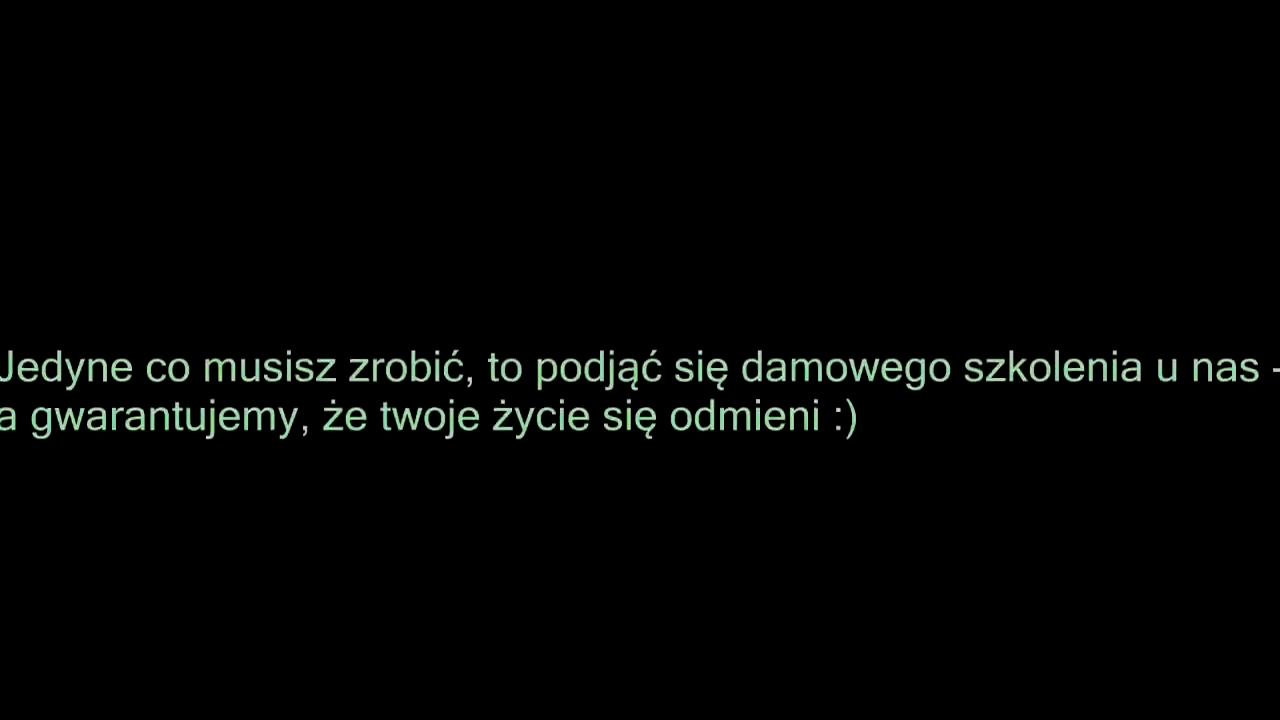 Jedyne co musisz zrobić, to podjąć się damowego szkolenia u nas -
a gwarantujemy, że twoje życie się odmieni :)